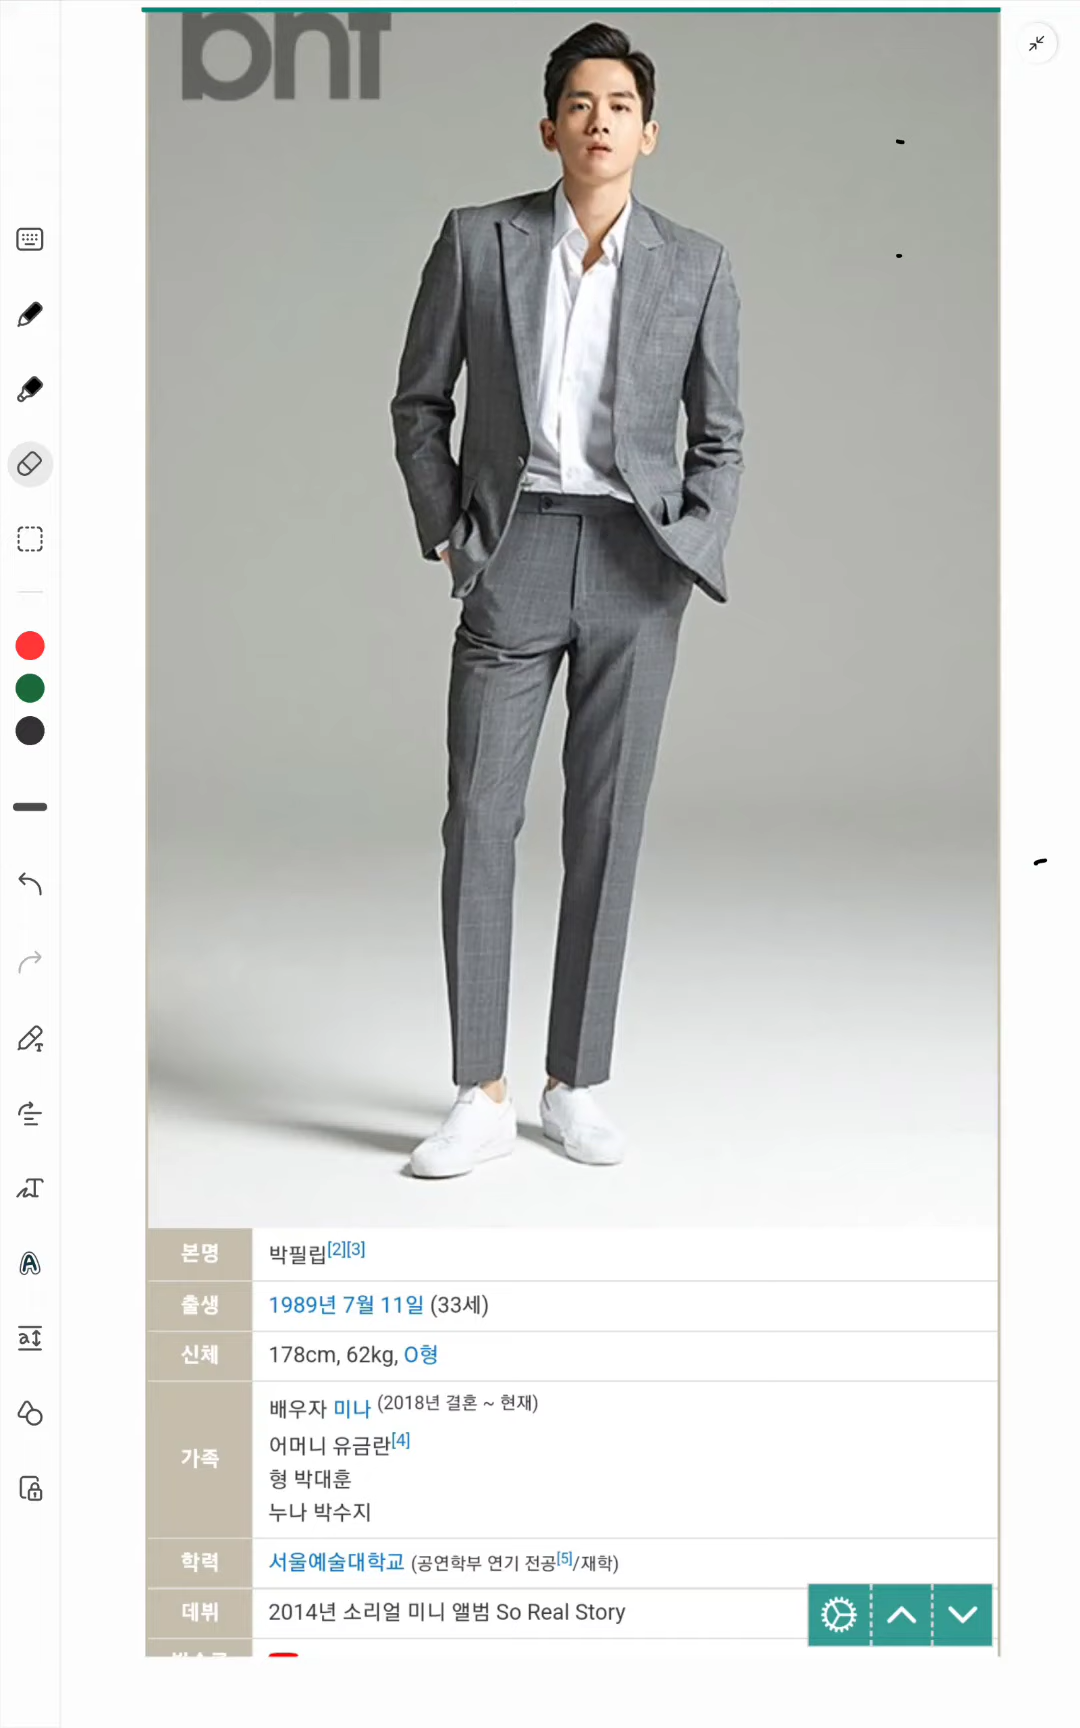 bnt
본명 박필립[2][3]
출생 1989년 7월 11일 (33세)
신체 178cm, 62kg, O형
가족 배우자 미나 (2018년 결혼 ~ 현재)
어머니 유금란[4]
형 박대훈
누나 박수지
학력 서울예술대학교 (공연학부 연기 전공[5]/재학)
데뷔 2014년 소리얼 미니 앨범 So Real Story